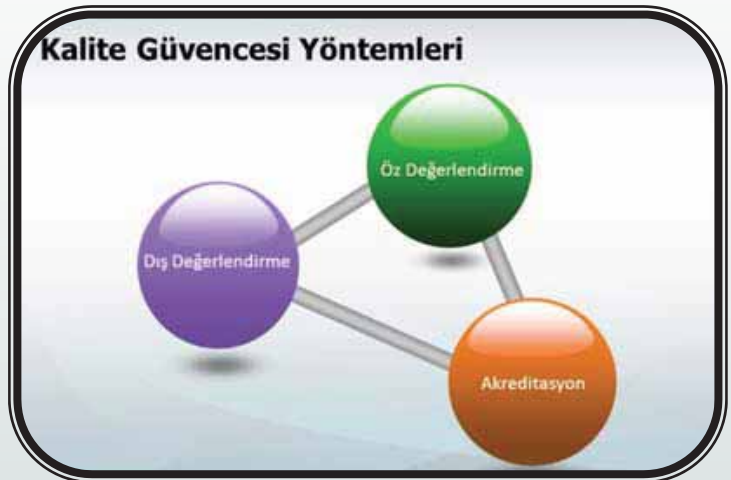 Kalite Güvencesi Yöntemleri
Öz Değerlendirme
Dış Değerlendirme
Akreditasyon